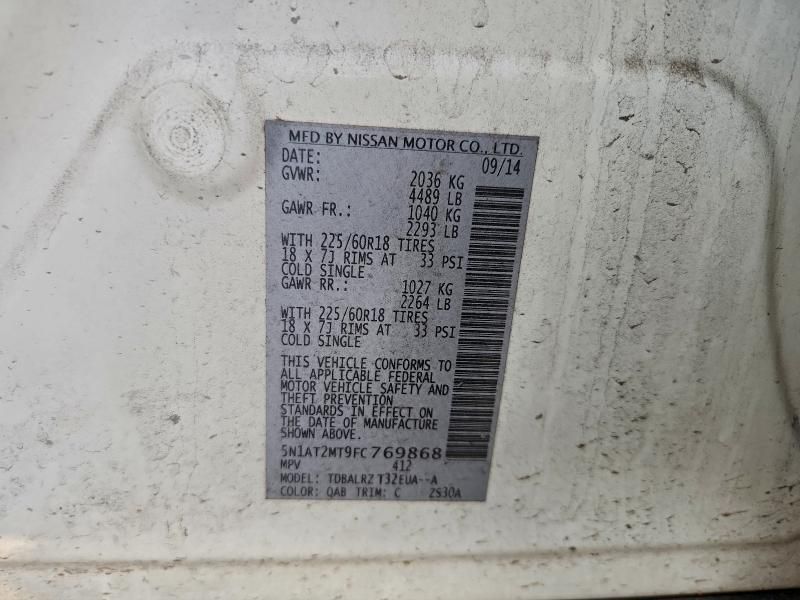 MFD BY NISSAN MOTOR CO., LTD.
DATE: 09/14
GVWR: 2036 KG
4489 LB
GAWR FR.: 1040 KG
2293 LB
WITH 225/60R18 TIRES
18 X 7J RIMS AT 33 PSI
COLD SINGLE
GAWR RR.: 1027 KG
2264 LB
WITH 225/60R18 TIRES
18 X 7J RIMS AT 33 PSI
COLD SINGLE
THIS VEHICLE CONFORMS TO
ALL APPLICABLE FEDERAL
MOTOR VEHICLE SAFETY AND
THEFT PREVENTION
STANDARDS IN EFFECT ON
THE DATE OF MANUFACTURE
SHOWN ABOVE.
5N1AT2MT9FC769868
MPV 412
MODEL: TDBALRZ T32EUA--A
COLOR: QAB TRIM: C 2S30A